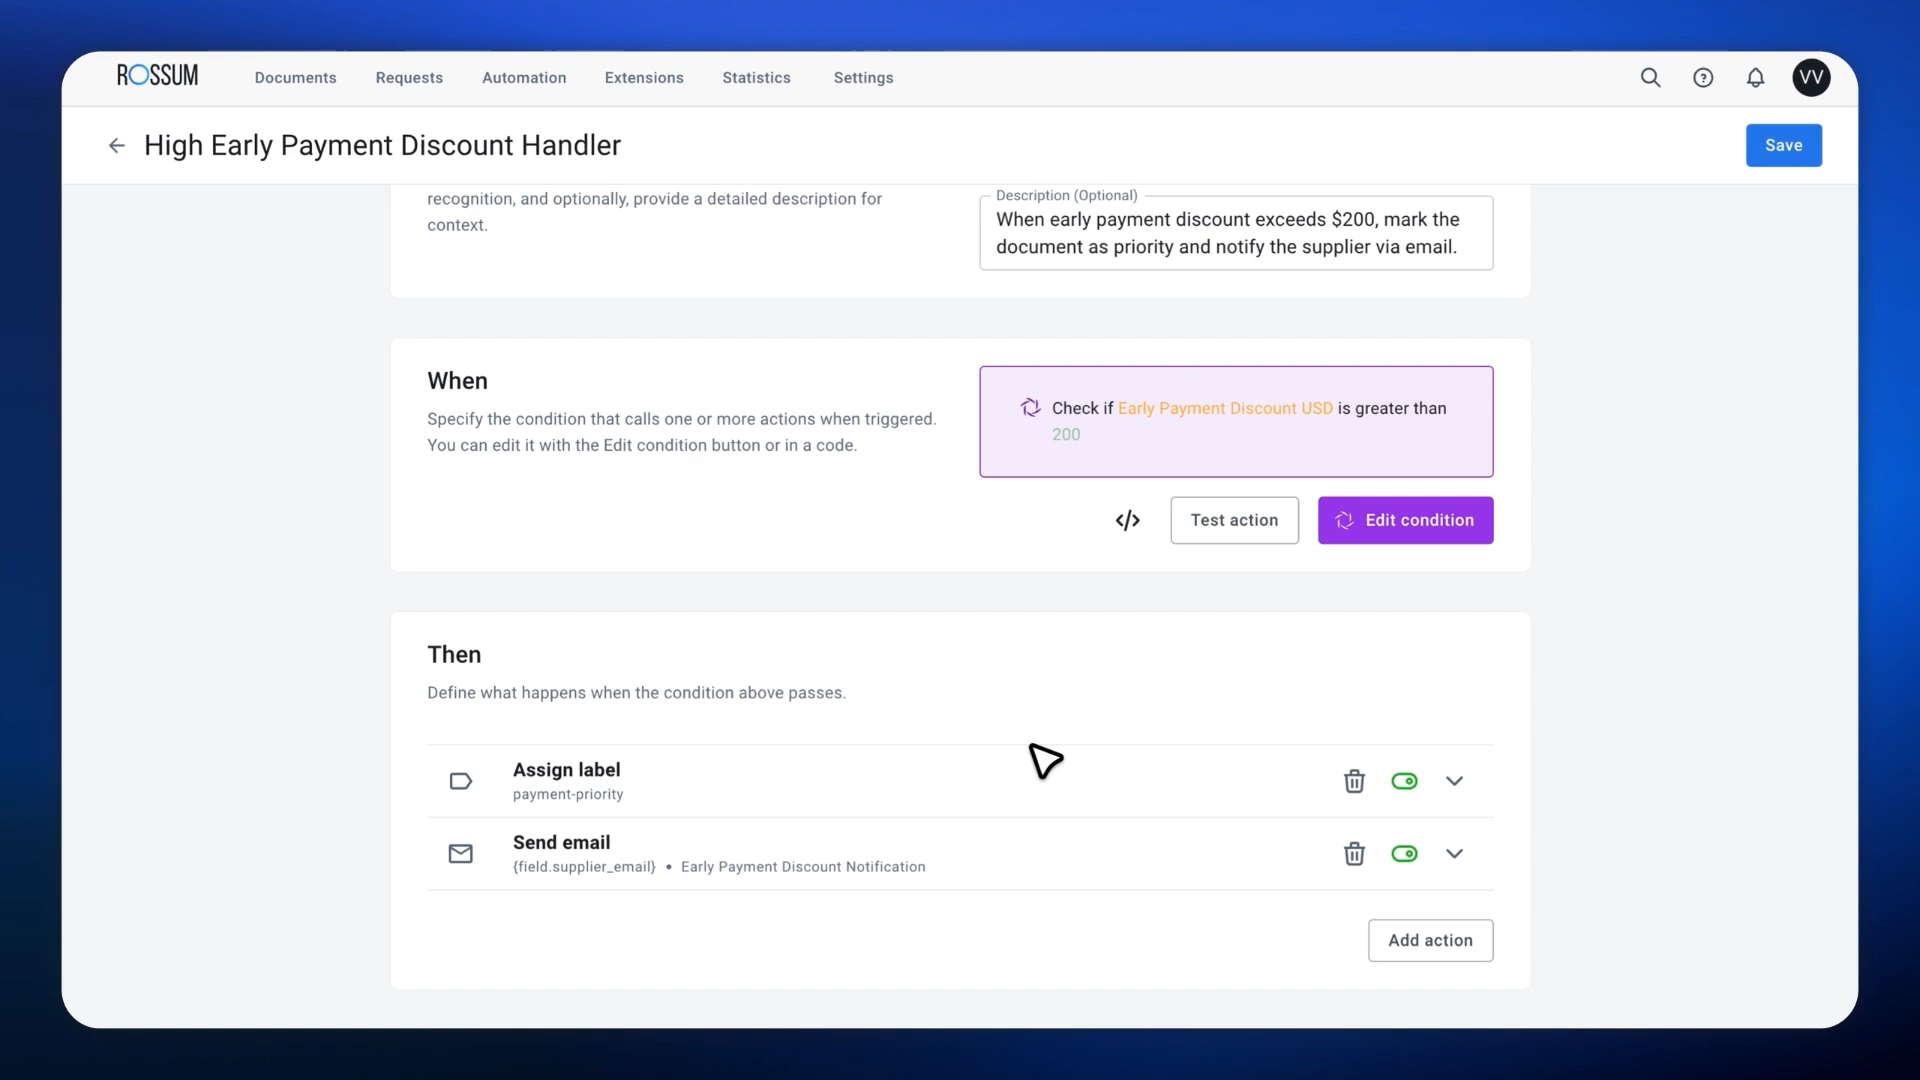 ROSSUM Documents Requests Automation Extensions Statistics Settings VV
High Early Payment Discount Handler Save
recognition, and optionally, provide a detailed description for
context.
Description (Optional)
When early payment discount exceeds $200, mark the
document as priority and notify the supplier via email.
When
Specify the condition that calls one or more actions when triggered.
You can edit it with the Edit condition button or in a code.
Check if Early Payment Discount USD is greater than
200
</> Test action Edit condition
Then
Define what happens when the condition above passes.
Assign label
payment-priority
Send email
{field.supplier_email} • Early Payment Discount Notification
Add action